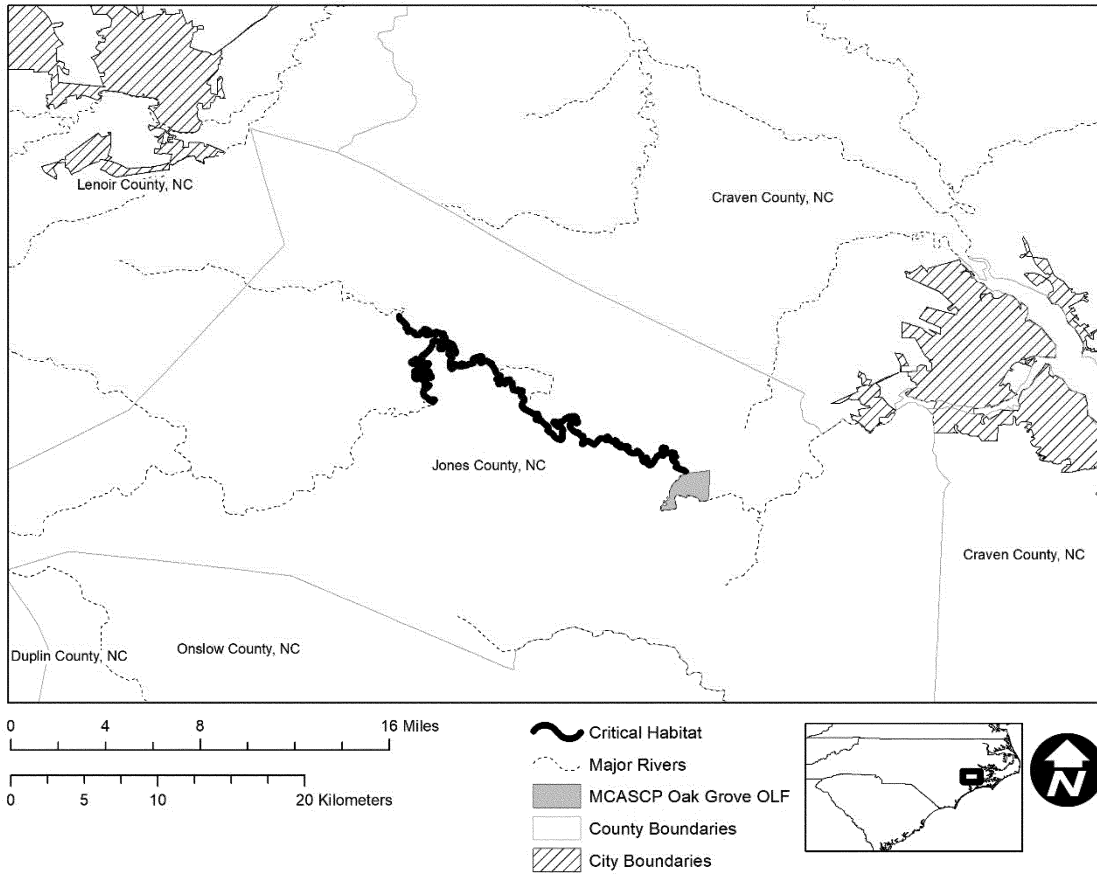 Lenoir County, NC
Craven County, NC
Jones County, NC
Craven County, NC
Onslow County, NC
Duplin County, NC
0 4 8 16 Miles
0 5 10 20 Kilometers
Critical Habitat
Major Rivers
MCASCP Oak Grove OLF
County Boundaries
City Boundaries
N